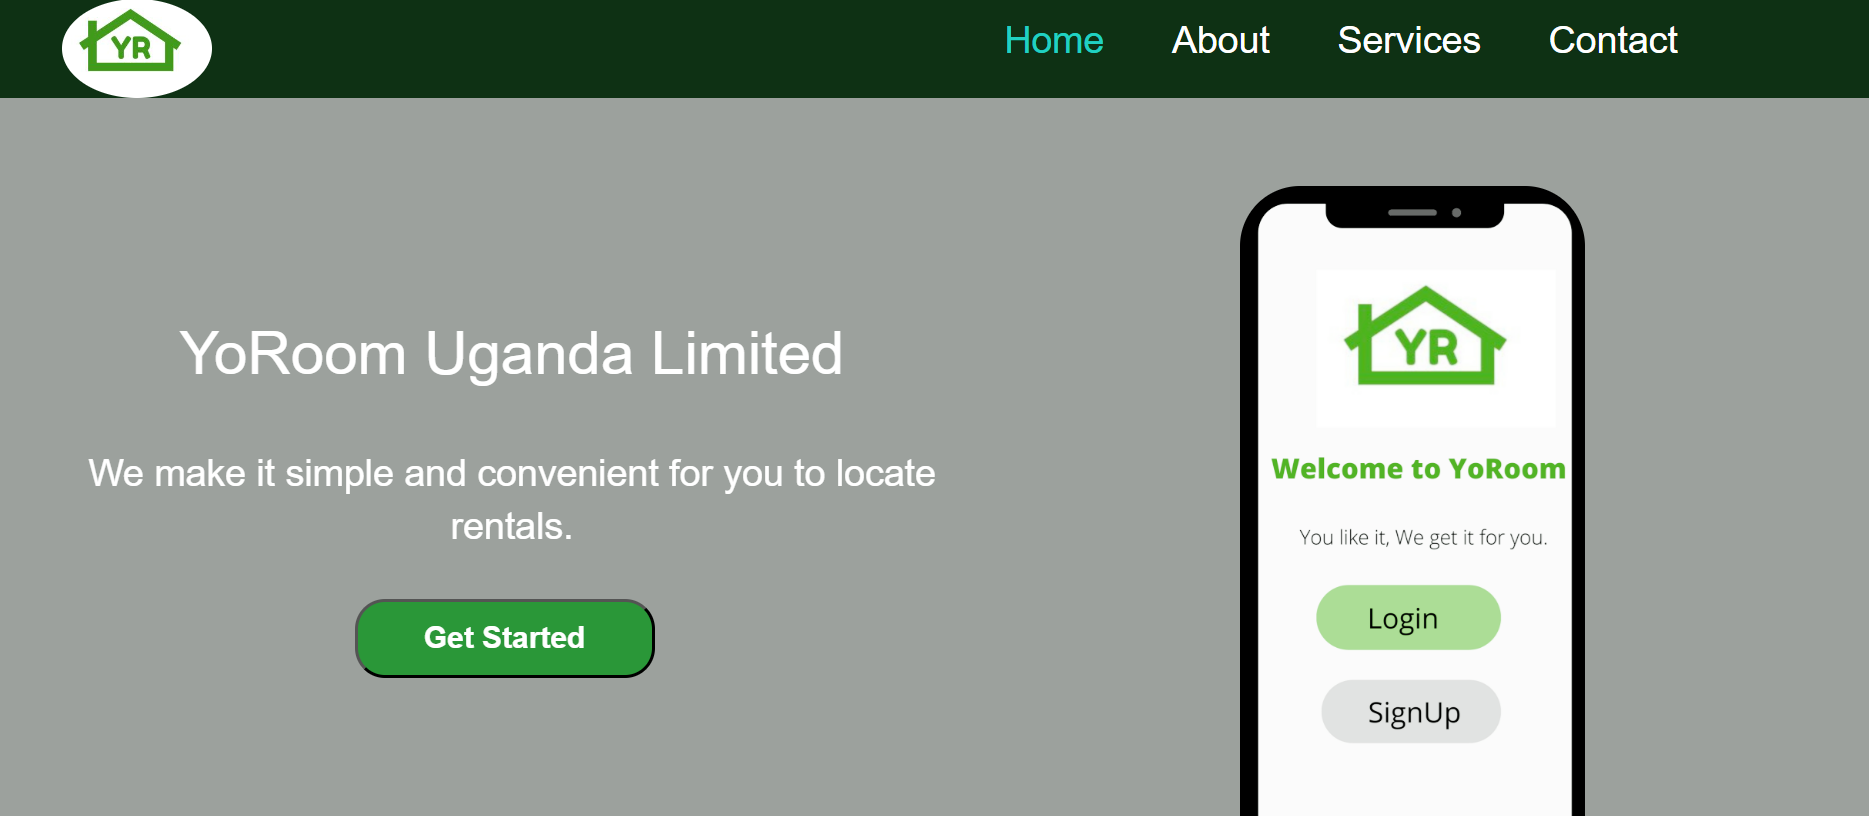 YR
Home About Services Contact
YoRoom Uganda Limited
We make it simple and convenient for you to locate
rentals.
Get Started
YR
Welcome to YoRoom
You like it, We get it for you.
Login
SignUp